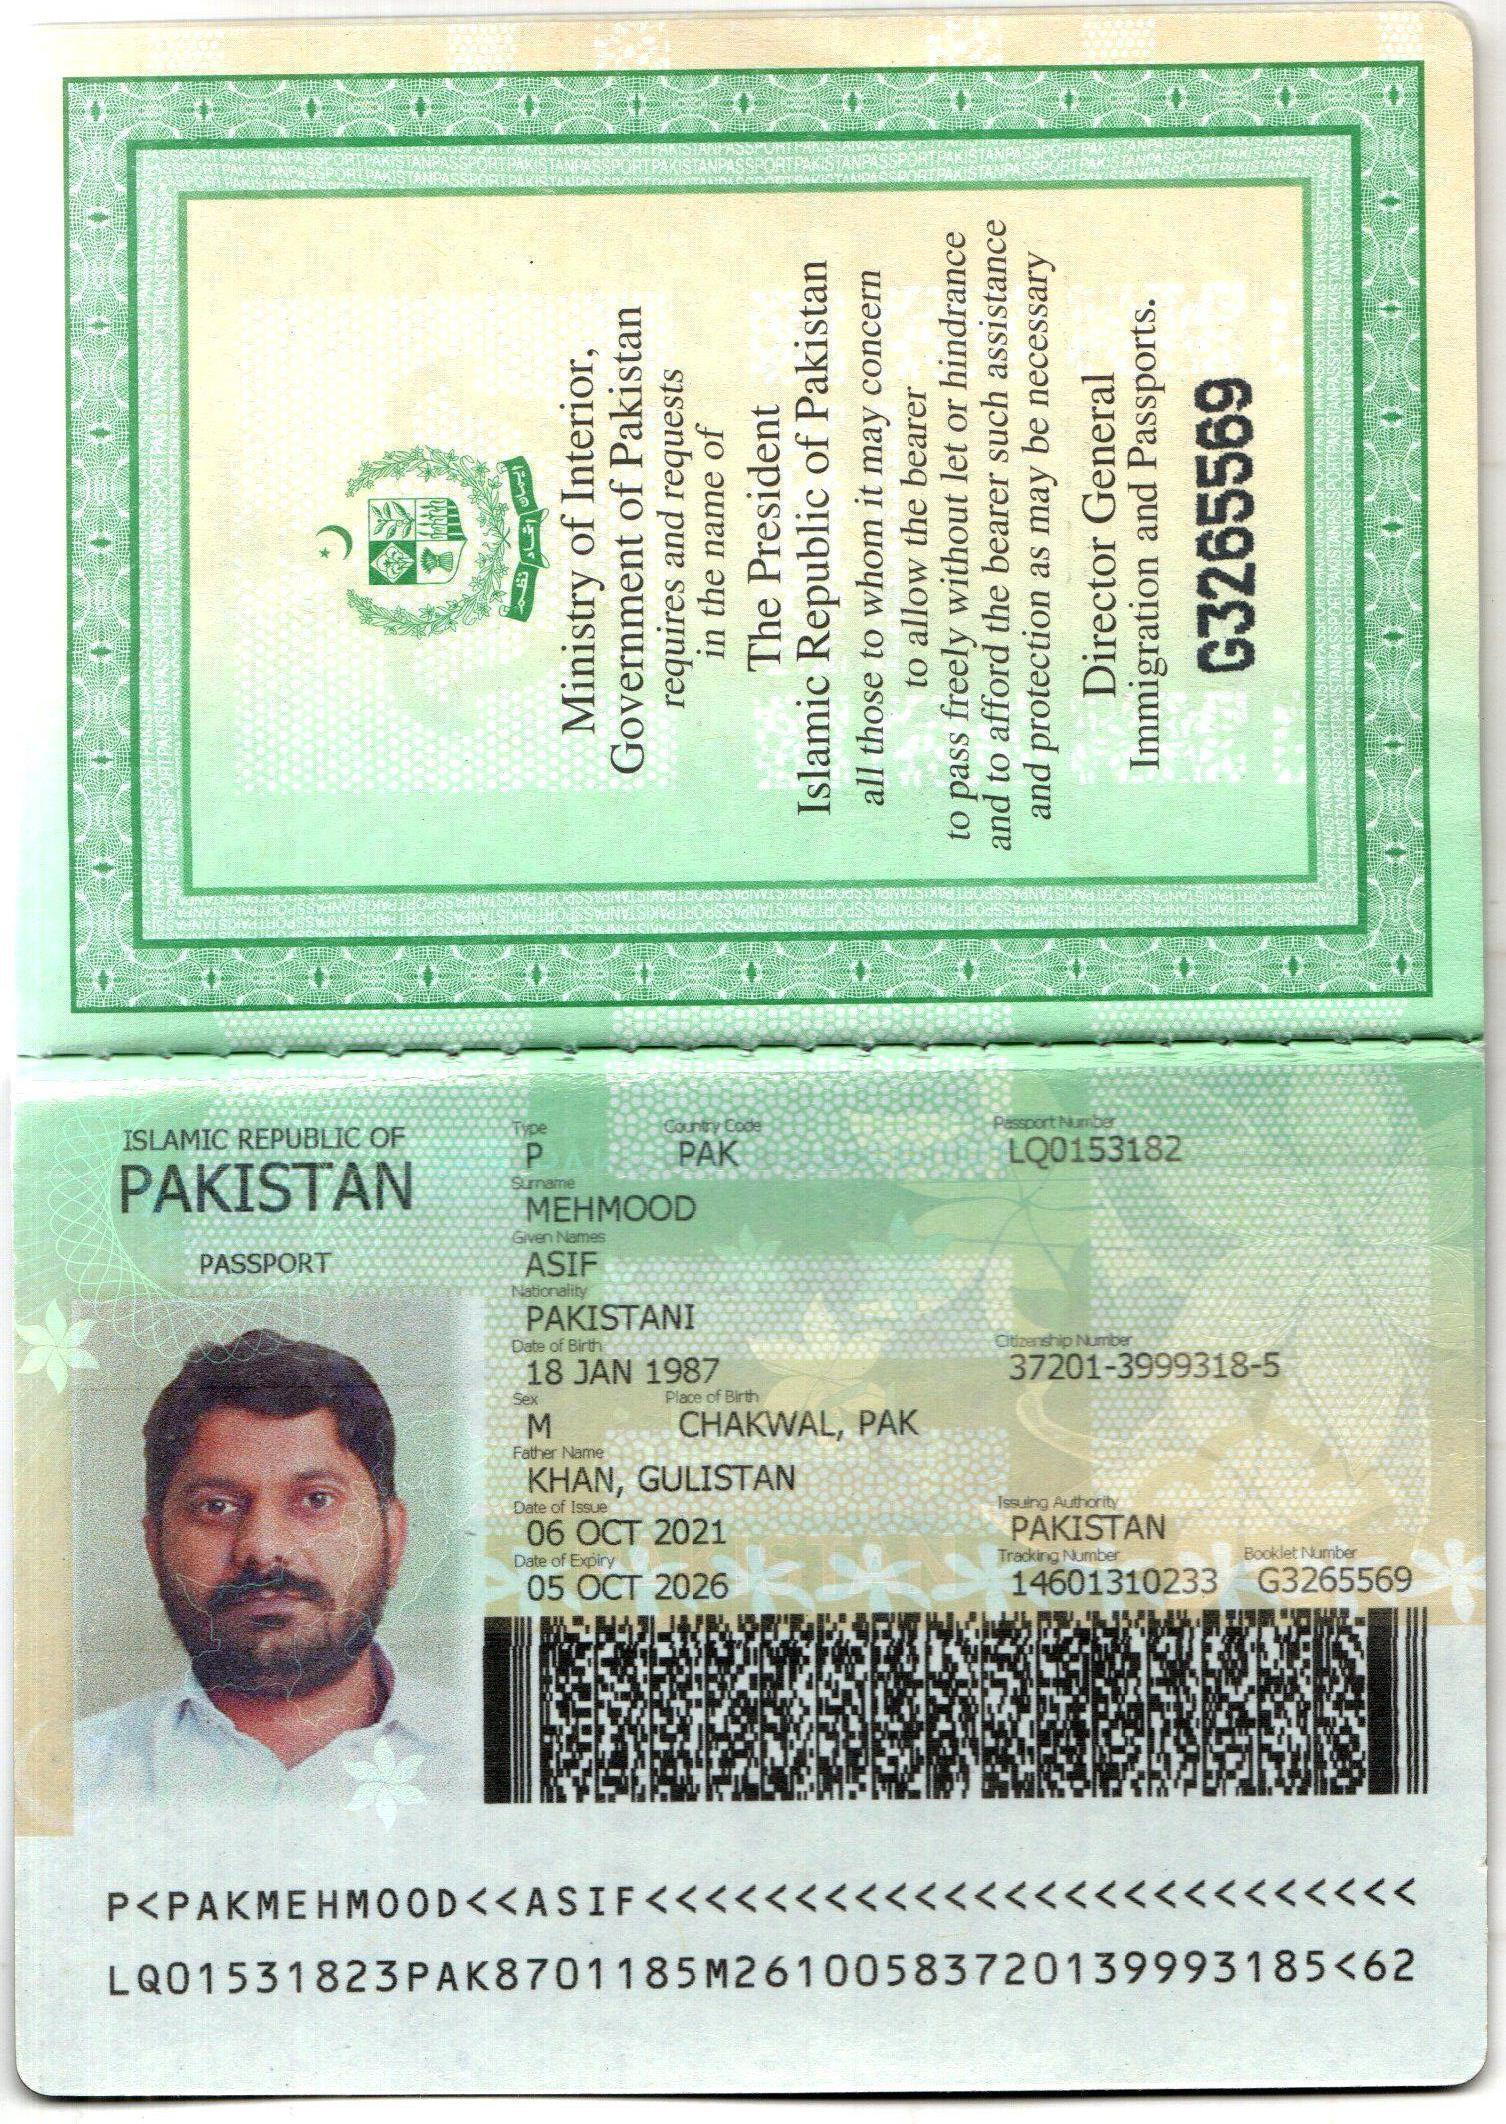 Ministry of Interior,
Government of Pakistan
requires and requests
in the name of
The President
Islamic Republic of Pakistan
all those to whom it may concern
to allow the bearer
to pass freely without let or hindrance
and to afford the bearer such assistance
and protection as may be necessary
Director General
Immigration and Passports.
G3265569
ISLAMIC REPUBLIC OF
PAKISTAN
PASSPORT
Type Country Code Passport Number
P PAK LQ0153182
Surname
MEHMOOD
Given Names
ASIF
Nationality
PAKISTANI
Date of Birth Citizenship Number
18 JAN 1987 37201-3999318-5
Sex Place of Birth
M CHAKWAL, PAK
Father Name
KHAN, GULISTAN
Date of Issue Issuing Authority
06 OCT 2021 PAKISTAN
Date of Expiry Tracking Number Booklet Number
05 OCT 2026 14601310233 G3265569
P<PAKMEHMOOD<<ASIF<<<<<<<<<<<<<<<<<<<<<<<<<<
LQ01531823PAK8701185M26100583720139993185<62